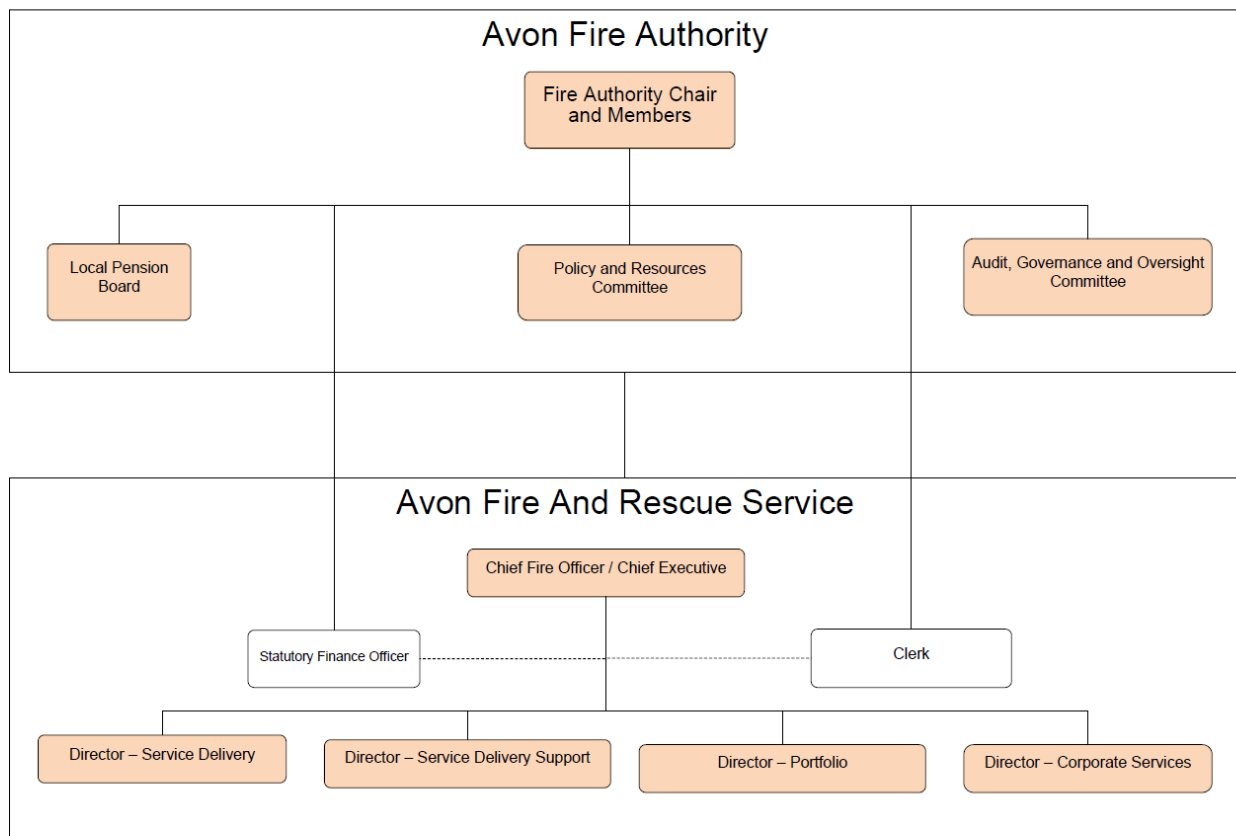 Avon Fire Authority
Fire Authority Chair
and Members
Local Pension
Board
Policy and Resources
Committee
Audit, Governance and Oversight
Committee
Avon Fire And Rescue Service
Chief Fire Officer / Chief Executive
Statutory Finance Officer
Clerk
Director – Service Delivery
Director – Service Delivery Support
Director – Portfolio
Director – Corporate Services